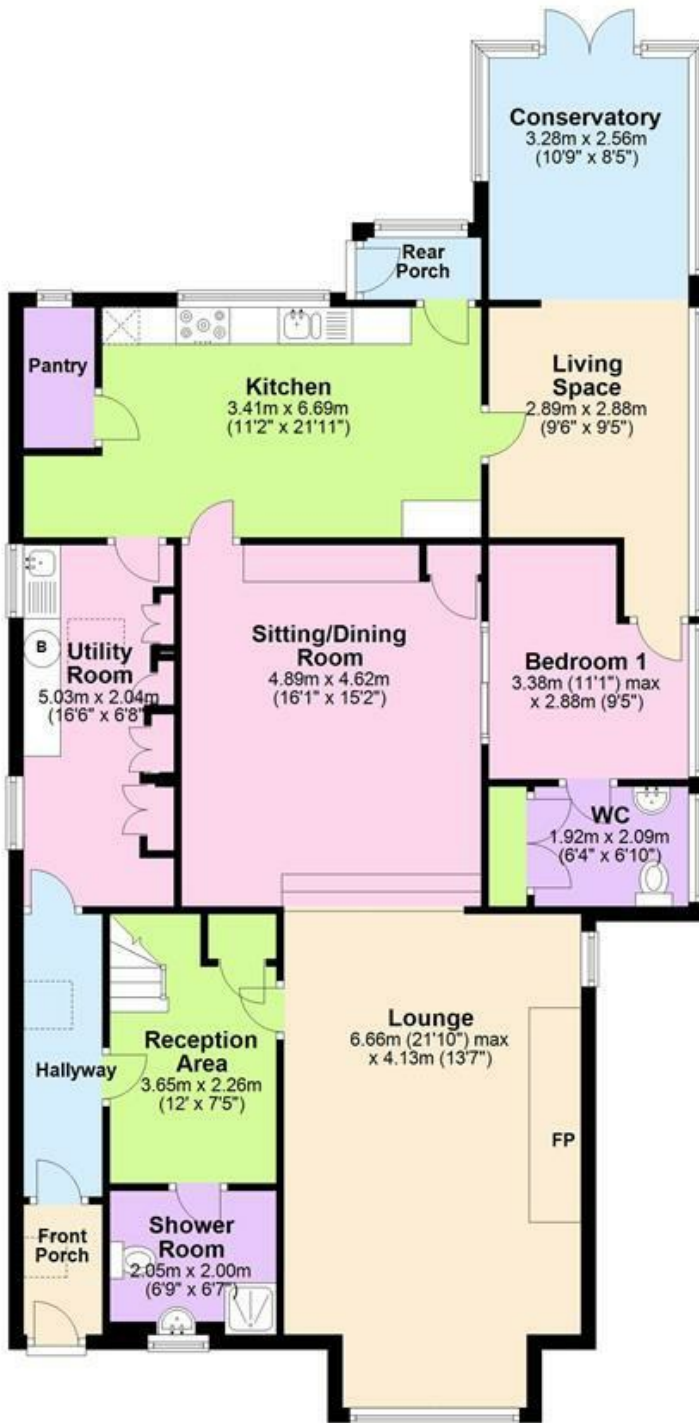 Conservatory
3.28m x 2.56m
(10'9" x 8'5")
Rear
Porch
Pantry
Kitchen
3.41m x 6.69m
(11'2" x 21'11")
Living
Space
2.89m x 2.88m
(9'6" x 9'5")
B
Utility
Room
5.03m x 2.04m
(16'6" x 6'8")
Sitting/Dining
Room
4.89m x 4.62m
(16'1" x 15'2")
Bedroom 1
3.38m (11'1") max
x 2.88m (9'5")
WC
1.92m x 2.09m
(6'4" x 6'10")
Hallyway
Reception
Area
3.65m x 2.26m
(12' x 7'5")
Lounge
6.66m (21'10") max
x 4.13m (13'7")
FP
Front
Porch
Shower
Room
2.05m x 2.00m
(6'9" x 6'7")